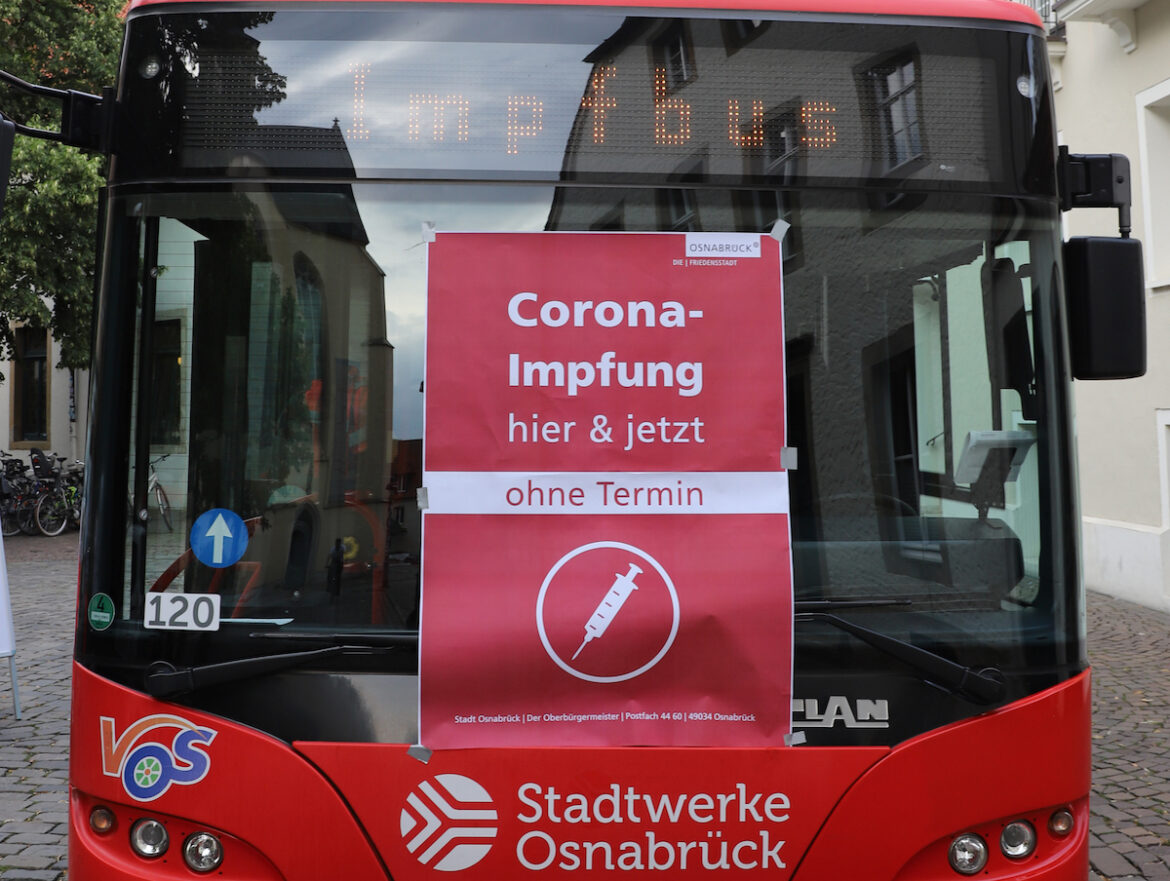 Impfbus
OSNABRÜCK
DIE | FRIEDENSSTADT
Corona-
Impfung
hier & jetzt
ohne Termin
120
4
Stadt Osnabrück | Der Oberbürgermeister | Postfach 44 60 | 49034 Osnabrück
VOS
Stadtwerke
Osnabrück